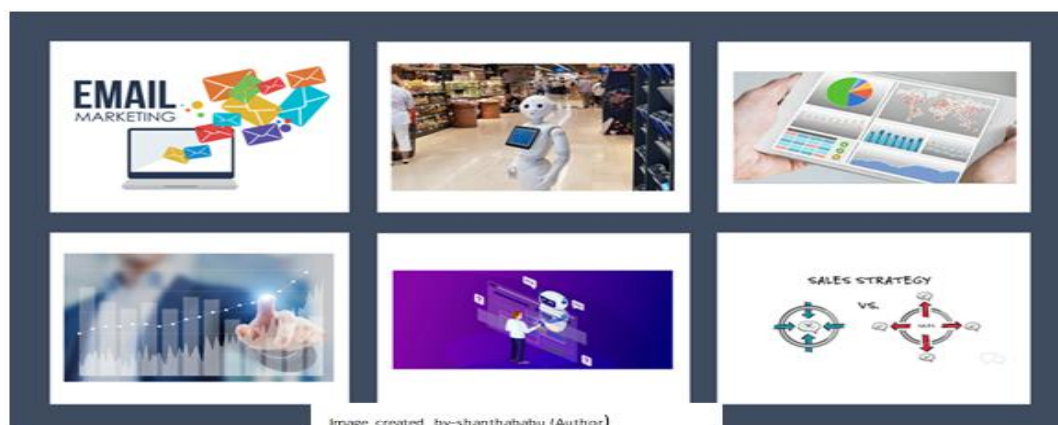 EMAIL
MARKETING
SALES STRATEGY
VS.
Image created by-shanthababu (Author)